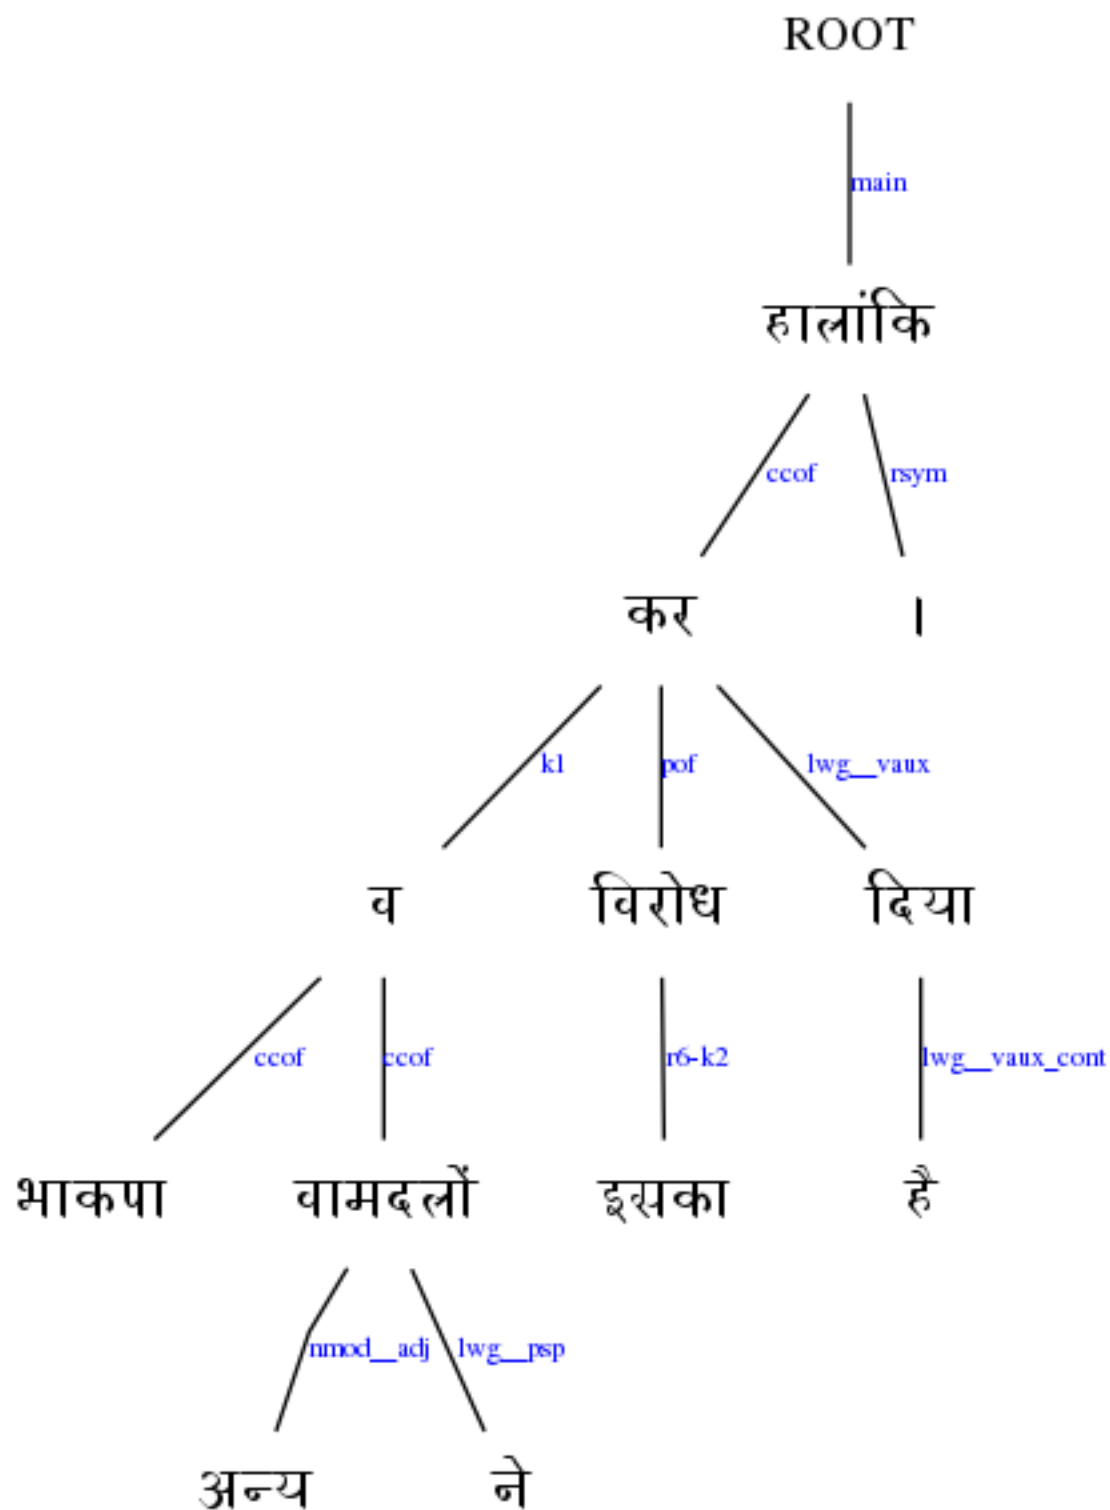 ROOT
main
हालांकि
ccof rsym
कर ।
k1 pof lwg__vaux
व विरोध दिया
ccof ccof r6-k2 lwg__vaux_cont
भाकपा वामदलों इसका है
nmod__adj lwg__psp
अन्य ने